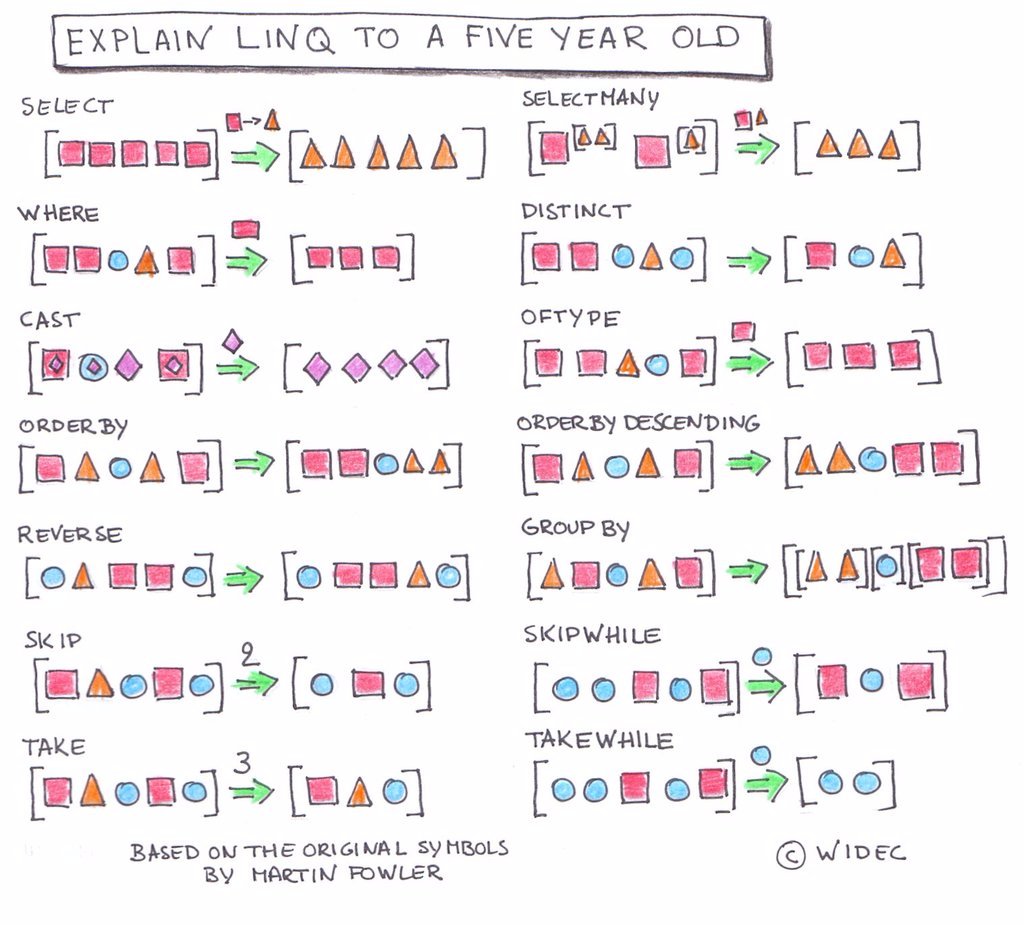 EXPLAIN LINQ TO A FIVE YEAR OLD
SELECT
SELECTMANY
WHERE
DISTINCT
CAST
OFTYPE
ORDERBY
ORDERBY DESCENDING
REVERSE
GROUP BY
SKIP
2
SKIPWHILE
TAKE
3
TAKEWHILE
BASED ON THE ORIGINAL SYMBOLS
BY MARTIN FOWLER
© WIDEC